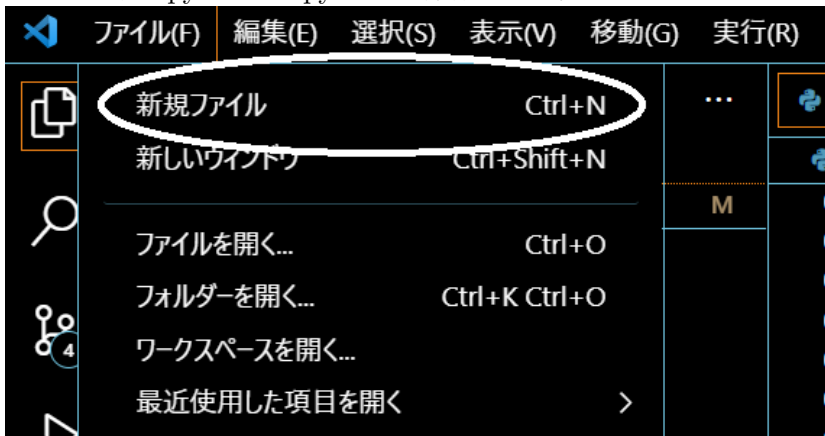 ファイル(F) 編集(E) 選択(S) 表示(V) 移動(G) 実行(R)
新規ファイル Ctrl+N
...
新しいウィンドウ Ctrl+Shift+N
M
ファイルを開く... Ctrl+O
フォルダーを開く... Ctrl+K Ctrl+O
4
ワークスペースを開く...
最近使用した項目を開く